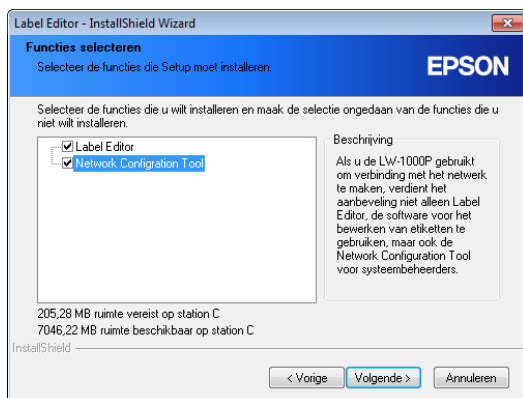 Label Editor - InstallShield Wizard
Functies selecteren
Selecteer de functies die Setup moet installeren.
EPSON
Selecteer de functies die u wilt installeren en maak de selectie ongedaan van de functies die u
niet wilt installeren.
Label Editor
Network Configration Tool
Beschrijving
Als u de LW-1000P gebruikt
om verbinding met het netwerk
te maken, verdient het
aanbeveling niet alleen Label
Editor, de software voor het
bewerken van etiketten te
gebruiken, maar ook de
Network Configuration Tool
voor systeembeheerders.
205,28 MB ruimte vereist op station C
7046,22 MB ruimte beschikbaar op station C
InstallShield
< Vorige
Volgende >
Annuleren